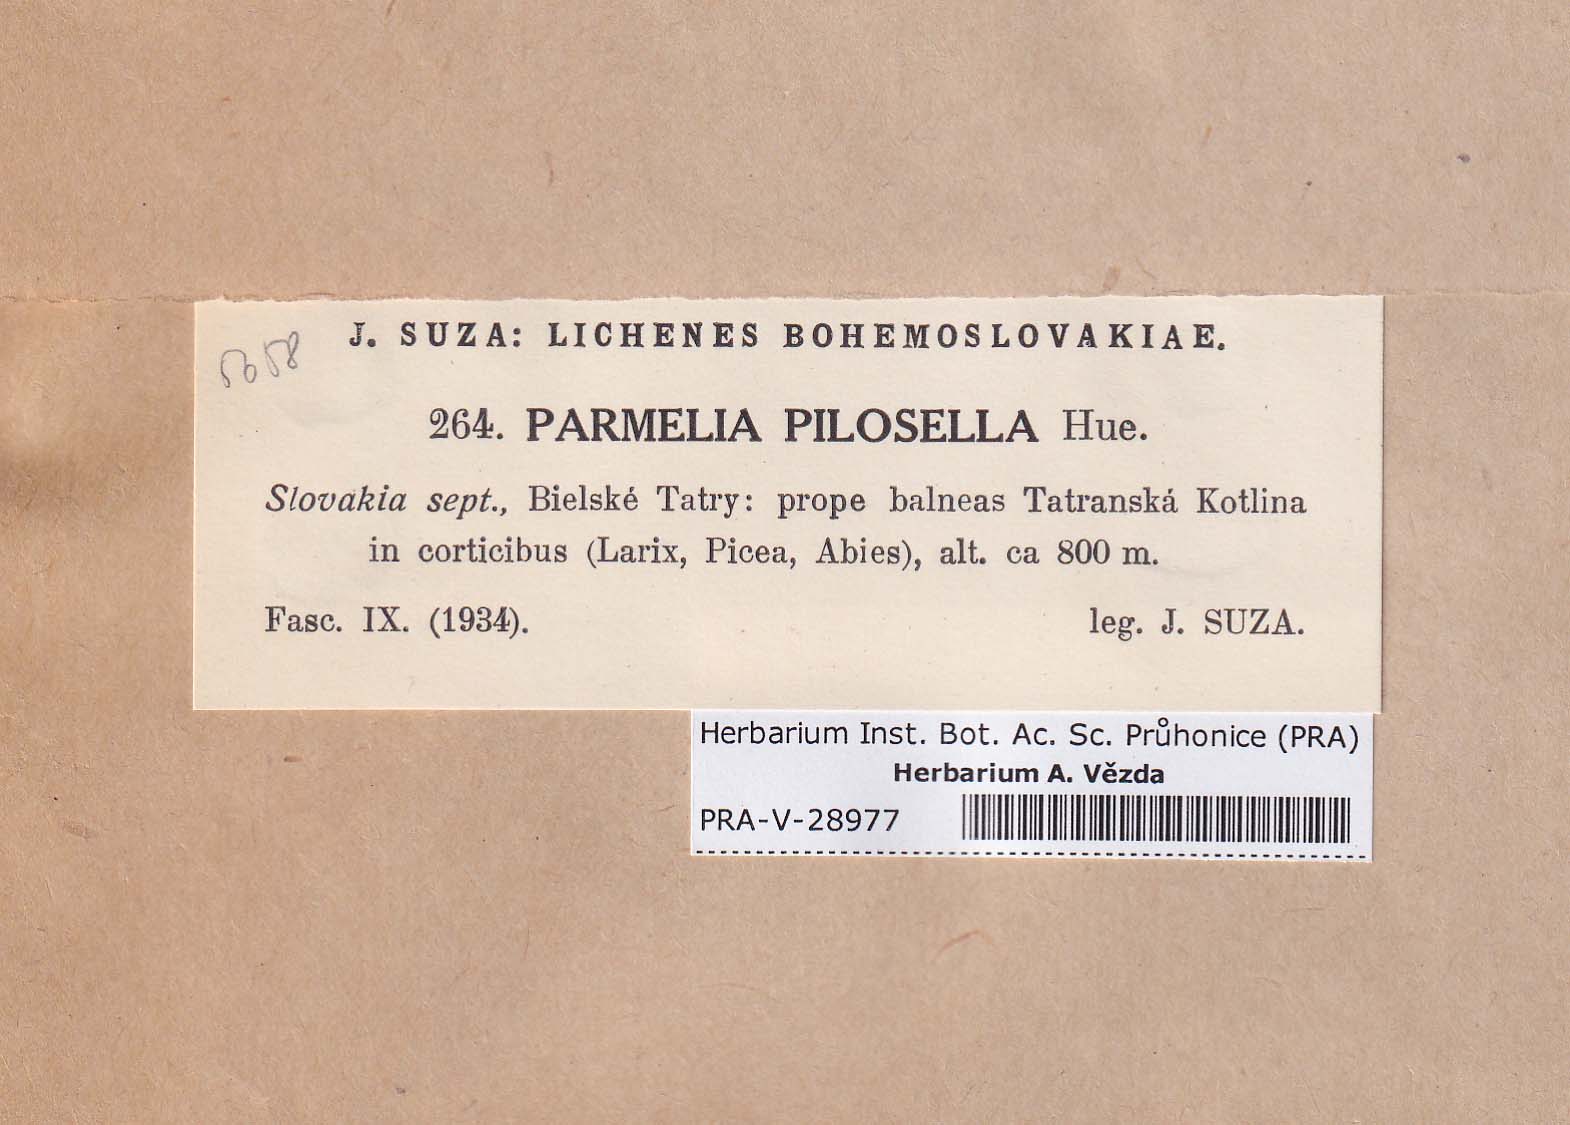 J. SUZA: LICHENES BOHEMOSLOVAKIAE.
264. PARMELIA PILOSELLA Hue.
Slovakia sept., Bielské Tatry: prope balneas Tatranská Kotlina
in corticibus (Larix, Picea, Abies), alt. ca 800 m.
Fasc. IX. (1934). leg. J. SUZA.
Herbarium Inst. Bot. Ac. Sc. Průhonice (PRA)
Herbarium A. Vězda
PRA-V-28977